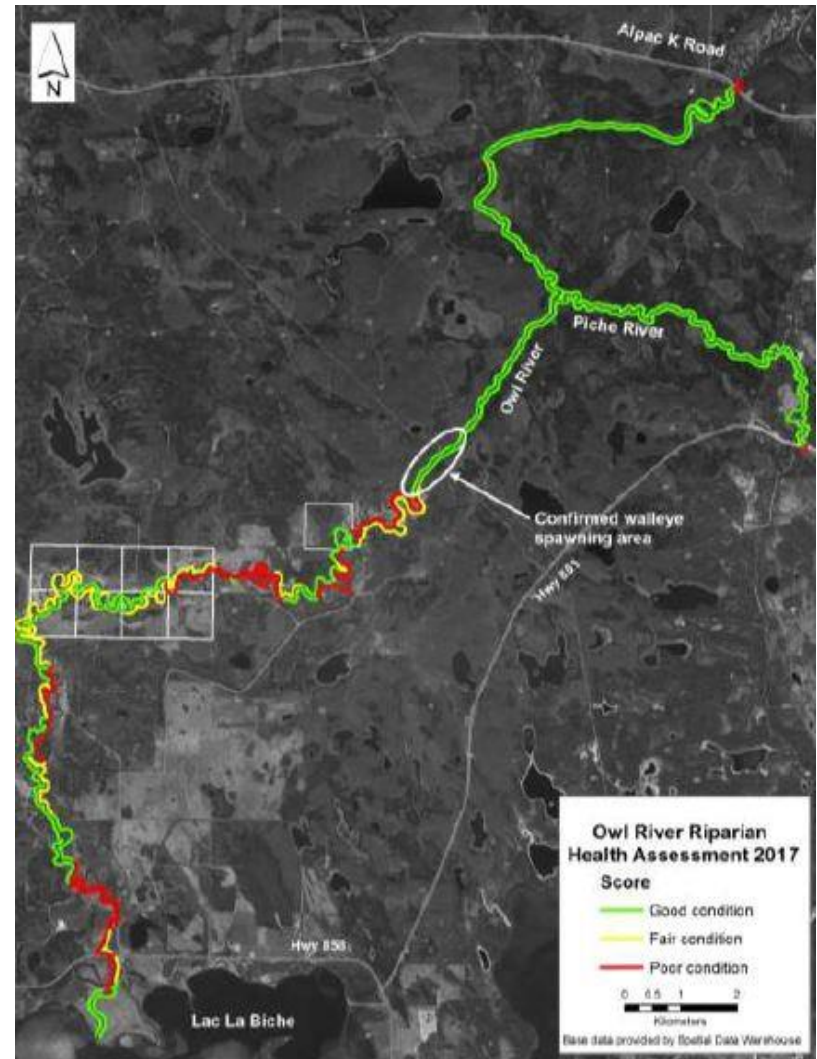 N
Alpac K Road
Piche River
Owl River
Confirmed walleye
spawning area
Hwy 881
Hwy 858
Lac La Biche
Owl River Riparian
Health Assessment 2017
Score
Good condition
Fair condition
Poor condition
0 0.5 1 2
Kilometers
Base data provided by Spatial Data Warehouse